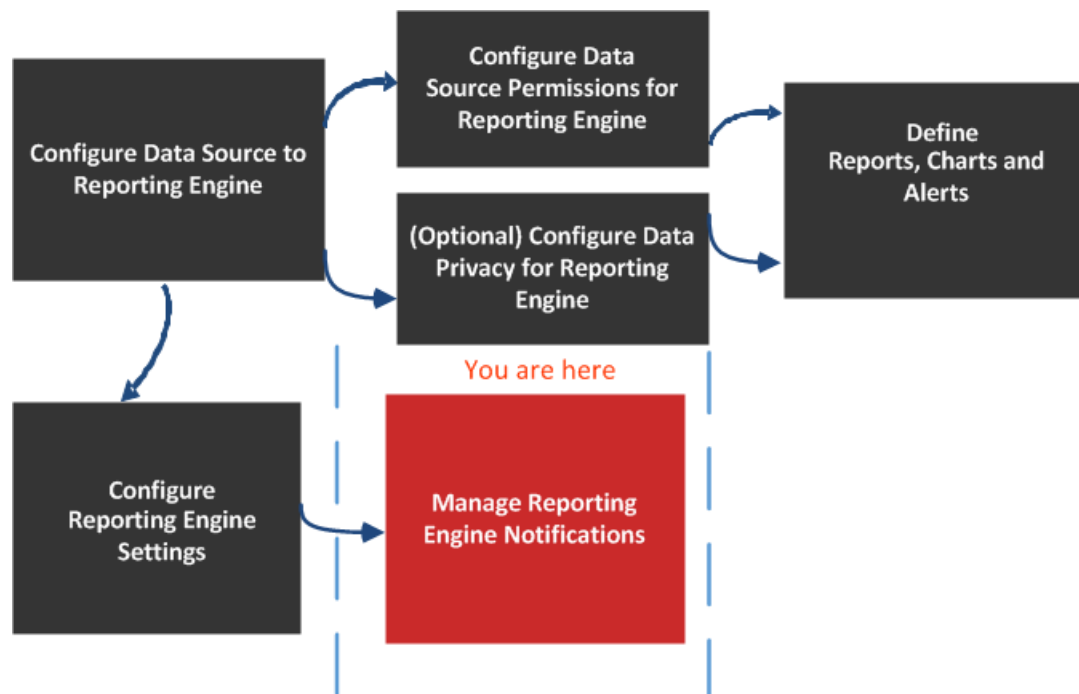 Configure Data Source to
Reporting Engine
Configure Data
Source Permissions for
Reporting Engine
(Optional) Configure Data
Privacy for Reporting
Engine
Define
Reports, Charts and
Alerts
Configure
Reporting Engine
Settings
You are here
Manage Reporting
Engine Notifications